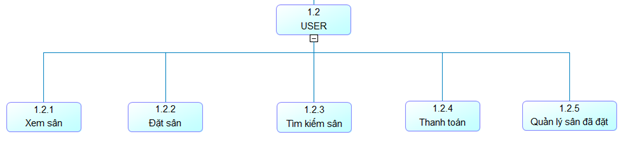 1.2
USER
1.2.1
Xem sân
1.2.2
Đặt sân
1.2.3
Tìm kiếm sân
1.2.4
Thanh toán
1.2.5
Quản lý sân đã đặt